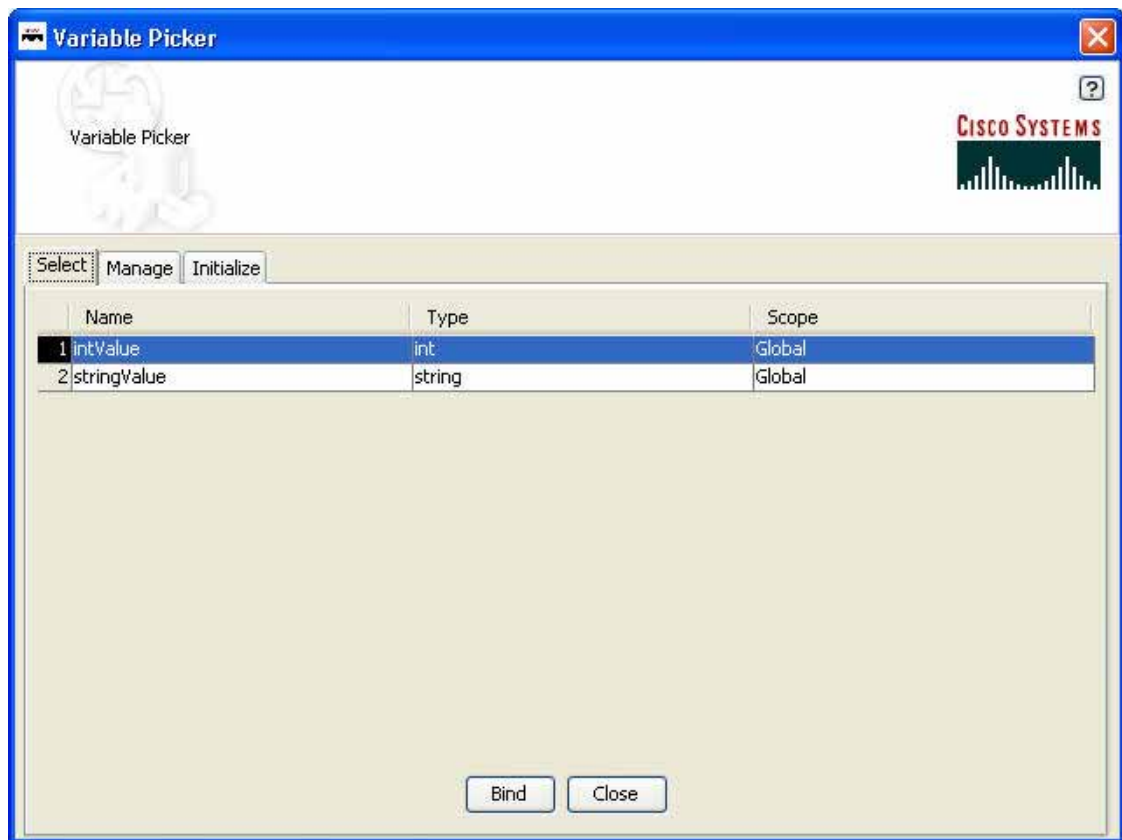 Variable Picker
?
Variable Picker
CISCO SYSTEMS
Select Manage Initialize
Name Type Scope
1 intValue int Global
2 stringValue string Global
Bind Close